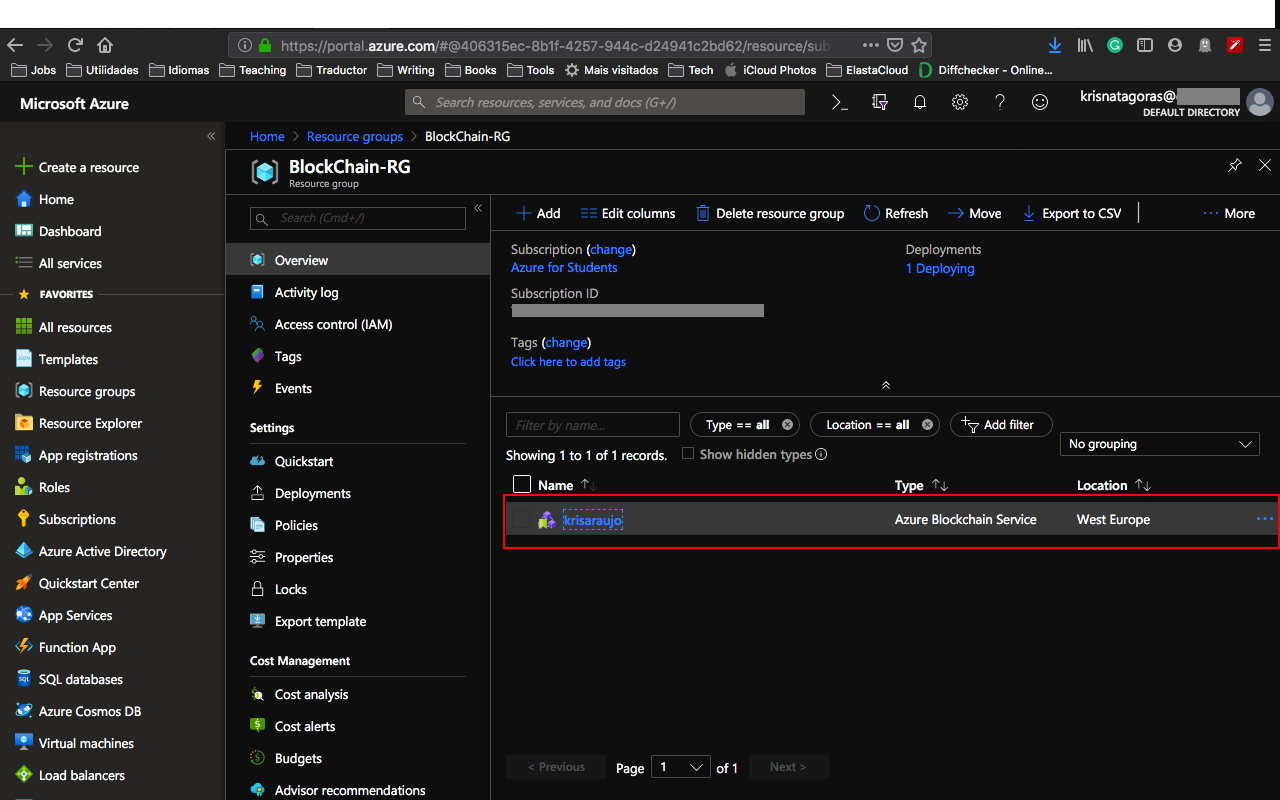 https://portal.azure.com/#@406315ec-8b1f-4257-944c-d24941c2bd62/resource/sub
Jobs Utilidades Idiomas Teaching Traductor Writing Books Tools Mais visitados Tech iCloud Photos ElastaCloud Diffchecker - Online...
Microsoft Azure
Search resources, services, and docs (G+/)
krisnatagoras@
DEFAULT DIRECTORY
Create a resource
Home
Dashboard
All services
FAVORITES
All resources
Templates
Resource groups
Resource Explorer
App registrations
Roles
Subscriptions
Azure Active Directory
Quickstart Center
App Services
Function App
SQL databases
Azure Cosmos DB
Virtual machines
Load balancers
Home > Resource groups > BlockChain-RG
BlockChain-RG
Resource group
Search (Cmd+/)
Overview
Activity log
Access control (IAM)
Tags
Events
Settings
Quickstart
Deployments
Policies
Properties
Locks
Export template
Cost Management
Cost analysis
Cost alerts
Budgets
Advisor recommendations
Add Edit columns Delete resource group Refresh Move Export to CSV More
Subscription (change)
Azure for Students
Subscription ID
Tags (change)
Click here to add tags
Deployments
1 Deploying
Filter by name...
Type == all
Location == all
Add filter
Showing 1 to 1 of 1 records.
Show hidden types
No grouping
Name Type Location
krisaraujo Azure Blockchain Service West Europe
< Previous Page 1 of 1 Next >